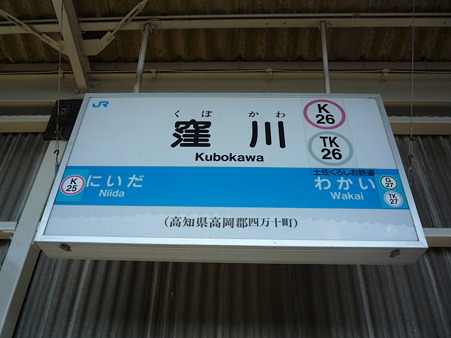 JR
くぼ かわ
窪川
Kubokawa
K
26
TK
26
K
25
にいだ
Niida
土佐くろしお鉄道
わかい
Wakai
G
27
TK
27
(高知県高岡郡四万十町)